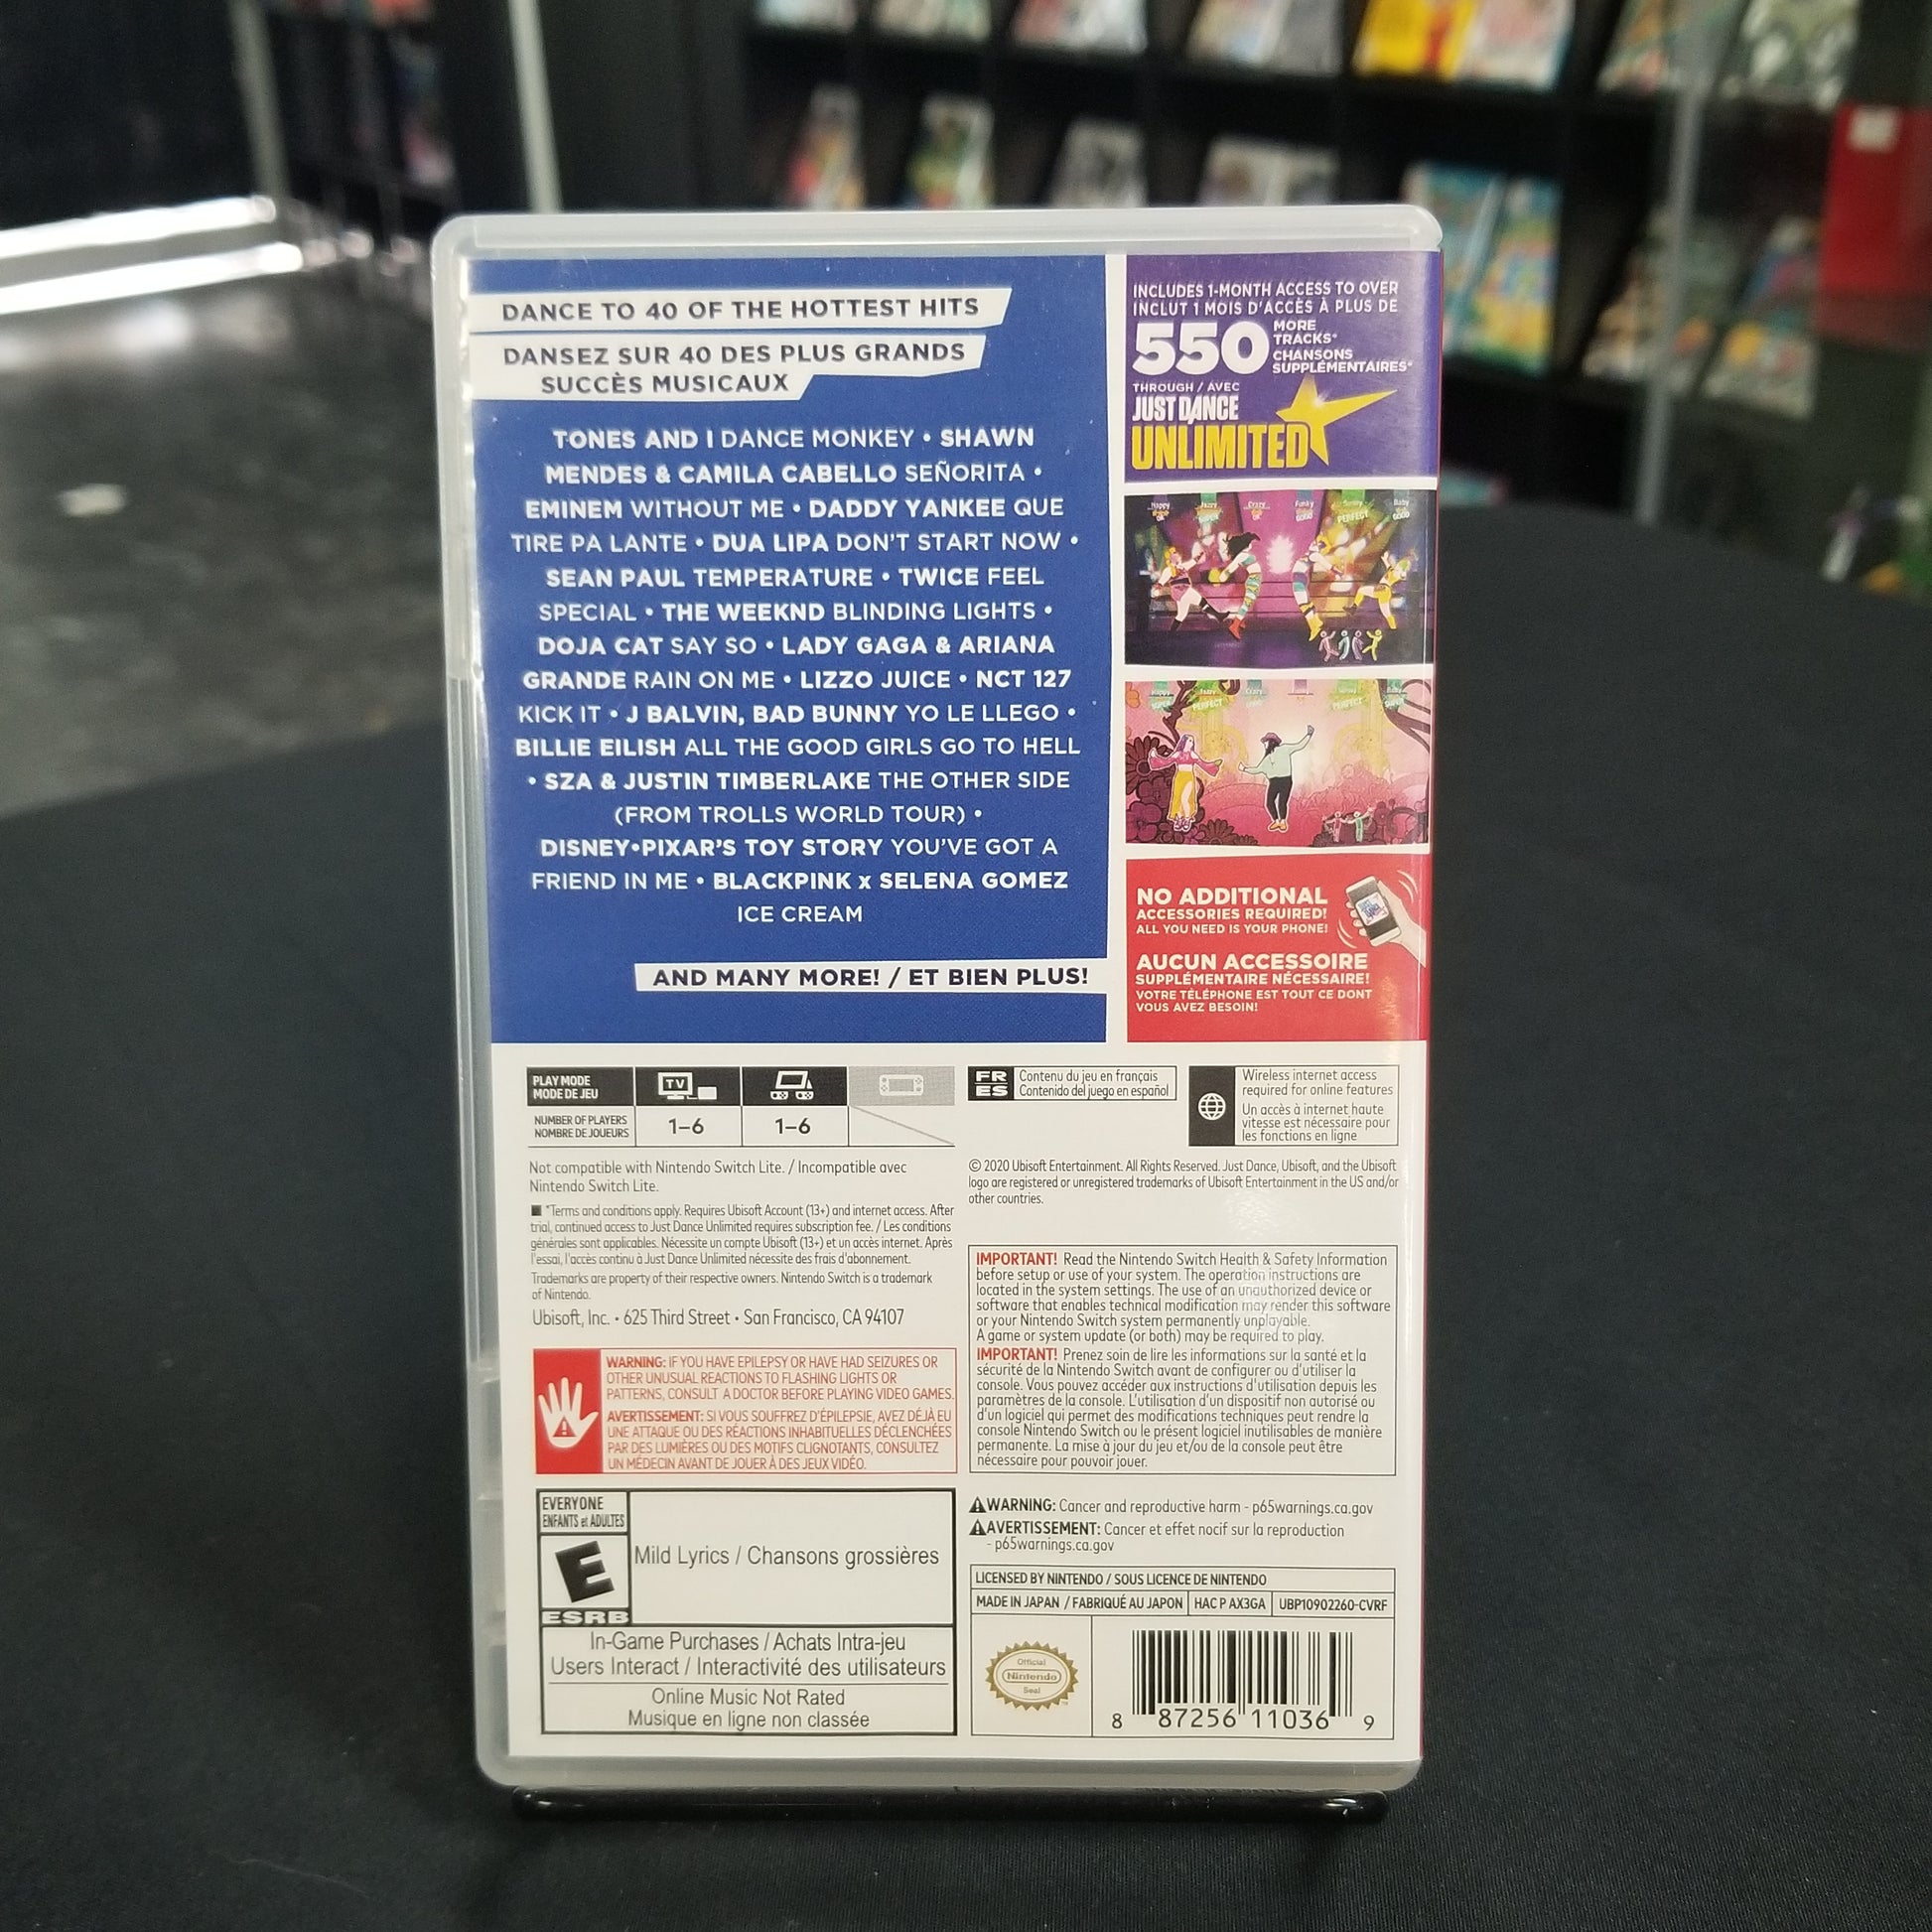 DANCE TO 40 OF THE HOTTEST HITS
DANSEZ SUR 40 DES PLUS GRANDS
SUCCÈS MUSICAUX
TONES AND I DANCE MONKEY • SHAWN
MENDES & CAMILA CABELLO SEÑORITA •
EMINEM WITHOUT ME • DADDY YANKEE QUE
TIRE PA LANTE • DUA LIPA DON'T START NOW •
SEAN PAUL TEMPERATURE • TWICE FEEL
SPECIAL • THE WEEKND BLINDING LIGHTS •
DOJA CAT SAY SO • LADY GAGA & ARIANA
GRANDE RAIN ON ME • LIZZO JUICE • NCT 127
KICK IT • J BALVIN, BAD BUNNY YO LE LLEGO •
BILLIE EILISH ALL THE GOOD GIRLS GO TO HELL
• SZA & JUSTIN TIMBERLAKE THE OTHER SIDE
(FROM TROLLS WORLD TOUR) •
DISNEY•PIXAR'S TOY STORY YOU'VE GOT A
FRIEND IN ME • BLACKPINK x SELENA GOMEZ
ICE CREAM
AND MANY MORE! / ET BIEN PLUS!
INCLUDES 1-MONTH ACCESS TO OVER
INCLUT 1 MOIS D'ACCÈS À PLUS DE
550
MORE
TRACKS*
CHANSONS
SUPPLÉMENTAIRES*
THROUGH / AVEC
JUST DANCE
UNLIMITED
NO ADDITIONAL
ACCESSORIES REQUIRED!
ALL YOU NEED IS YOUR PHONE!
AUCUN ACCESSOIRE
SUPPLÉMENTAIRE NÉCESSAIRE!
VOTRE TÉLÉPHONE EST TOUT CE DONT
VOUS AVEZ BESOIN!
PLAY MODE
MODE DE JEU
TV
NUMBER OF PLAYERS
NOMBRE DE JOUEURS
1–6
1–6
FR
ES
Contenu du jeu en français
Contenido del juego en español
Wireless internet access
required for online features
Un accès à internet haute
vitesse est nécessaire pour
les fonctions en ligne
Not compatible with Nintendo Switch Lite. / Incompatible avec
Nintendo Switch Lite.
*Terms and conditions apply. Requires Ubisoft Account (13+) and internet access. After
trial, continued access to Just Dance Unlimited requires subscription fee. / Les conditions
générales sont applicables. Nécessite un compte Ubisoft (13+) et un accès internet. Après
l'essai, l'accès continu à Just Dance Unlimited nécessite des frais d'abonnement.
Trademarks are property of their respective owners. Nintendo Switch is a trademark
of Nintendo.
Ubisoft, Inc. • 625 Third Street • San Francisco, CA 94107
© 2020 Ubisoft Entertainment. All Rights Reserved. Just Dance, Ubisoft, and the Ubisoft
logo are registered or unregistered trademarks of Ubisoft Entertainment in the US and/or
other countries.
WARNING: IF YOU HAVE EPILEPSY OR HAVE HAD SEIZURES OR
OTHER UNUSUAL REACTIONS TO FLASHING LIGHTS OR
PATTERNS, CONSULT A DOCTOR BEFORE PLAYING VIDEO GAMES.
AVERTISSEMENT: SI VOUS SOUFFREZ D'ÉPILEPSIE, AVEZ DÉJÀ EU
UNE ATTAQUE OU DES RÉACTIONS INHABITUELLES DÉCLENCHÉES
PAR DES LUMIÈRES OU DES MOTIFS CLIGNOTANTS, CONSULTEZ
UN MÉDECIN AVANT DE JOUER À DES JEUX VIDÉO.
IMPORTANT! Read the Nintendo Switch Health & Safety Information
before setup or use of your system. The operation instructions are
located in the system settings. The use of an unauthorized device or
software that enables technical modification may render this software
or your Nintendo Switch system permanently unplayable.
A game or system update (or both) may be required to play.
IMPORTANT! Prenez soin de lire les informations sur la santé et la
sécurité de la Nintendo Switch avant de configurer ou d'utiliser la
console. Vous pouvez accéder aux instructions d'utilisation depuis les
paramètres de la console. L'utilisation d'un dispositif non autorisé ou
d'un logiciel qui permet des modifications techniques peut rendre la
console Nintendo Switch ou le présent logiciel inutilisables de manière
permanente. La mise à jour du jeu et/ou de la console peut être
nécessaire pour pouvoir jouer.
EVERYONE
ENFANTS et ADULTES
E
ESRB
Mild Lyrics / Chansons grossières
In-Game Purchases / Achats Intra-jeu
Users Interact / Interactivité des utilisateurs
Online Music Not Rated
Musique en ligne non classée
WARNING: Cancer and reproductive harm - p65warnings.ca.gov
AVERTISSEMENT: Cancer et effet nocif sur la reproduction
- p65warnings.ca.gov
LICENSED BY NINTENDO / SOUS LICENCE DE NINTENDO
MADE IN JAPAN / FABRIQUÉ AU JAPON
HAC P AX3GA
UBP10902260-CVRF
Official
Nintendo
Seal
8 87256 11036 9